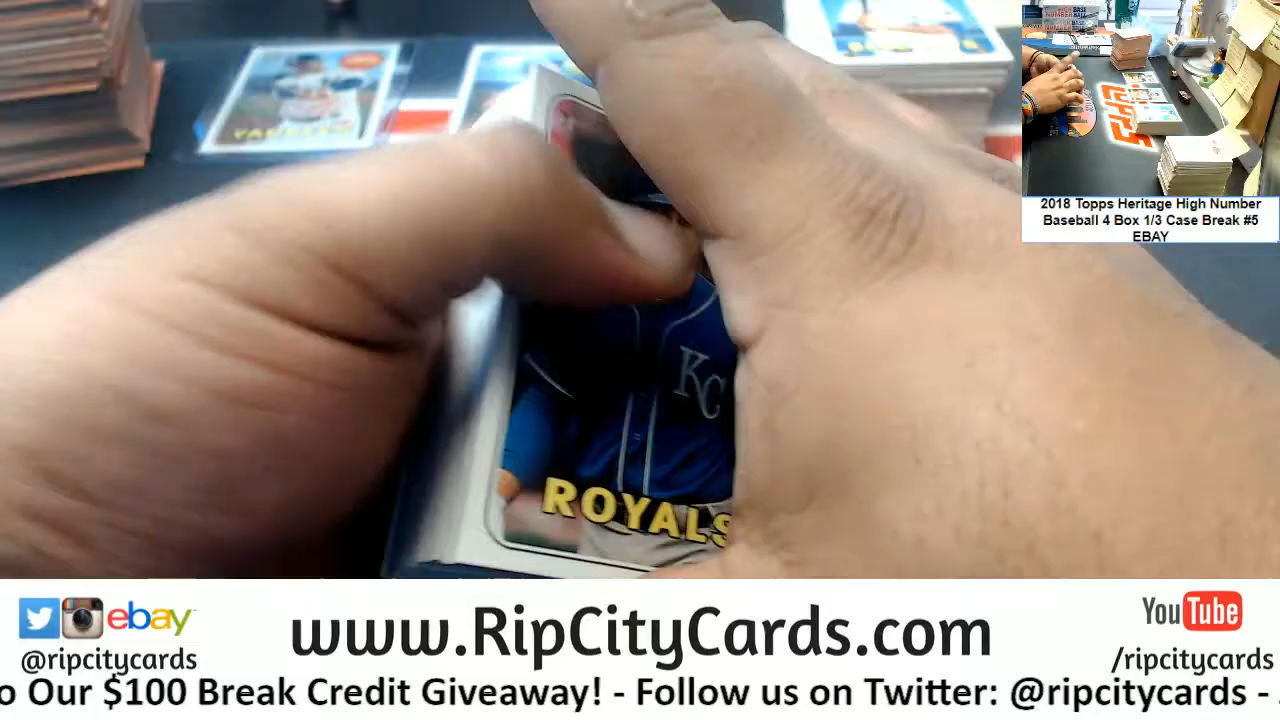 YANKEES
KC
ROYALS
2018 Topps Heritage High Number
Baseball 4 Box 1/3 Case Break #5
EBAY
ebay
@ripcitycards
www.RipCityCards.com
YouTube
/ripcitycards
o Our $100 Break Credit Giveaway! - Follow us on Twitter: @ripcitycards -